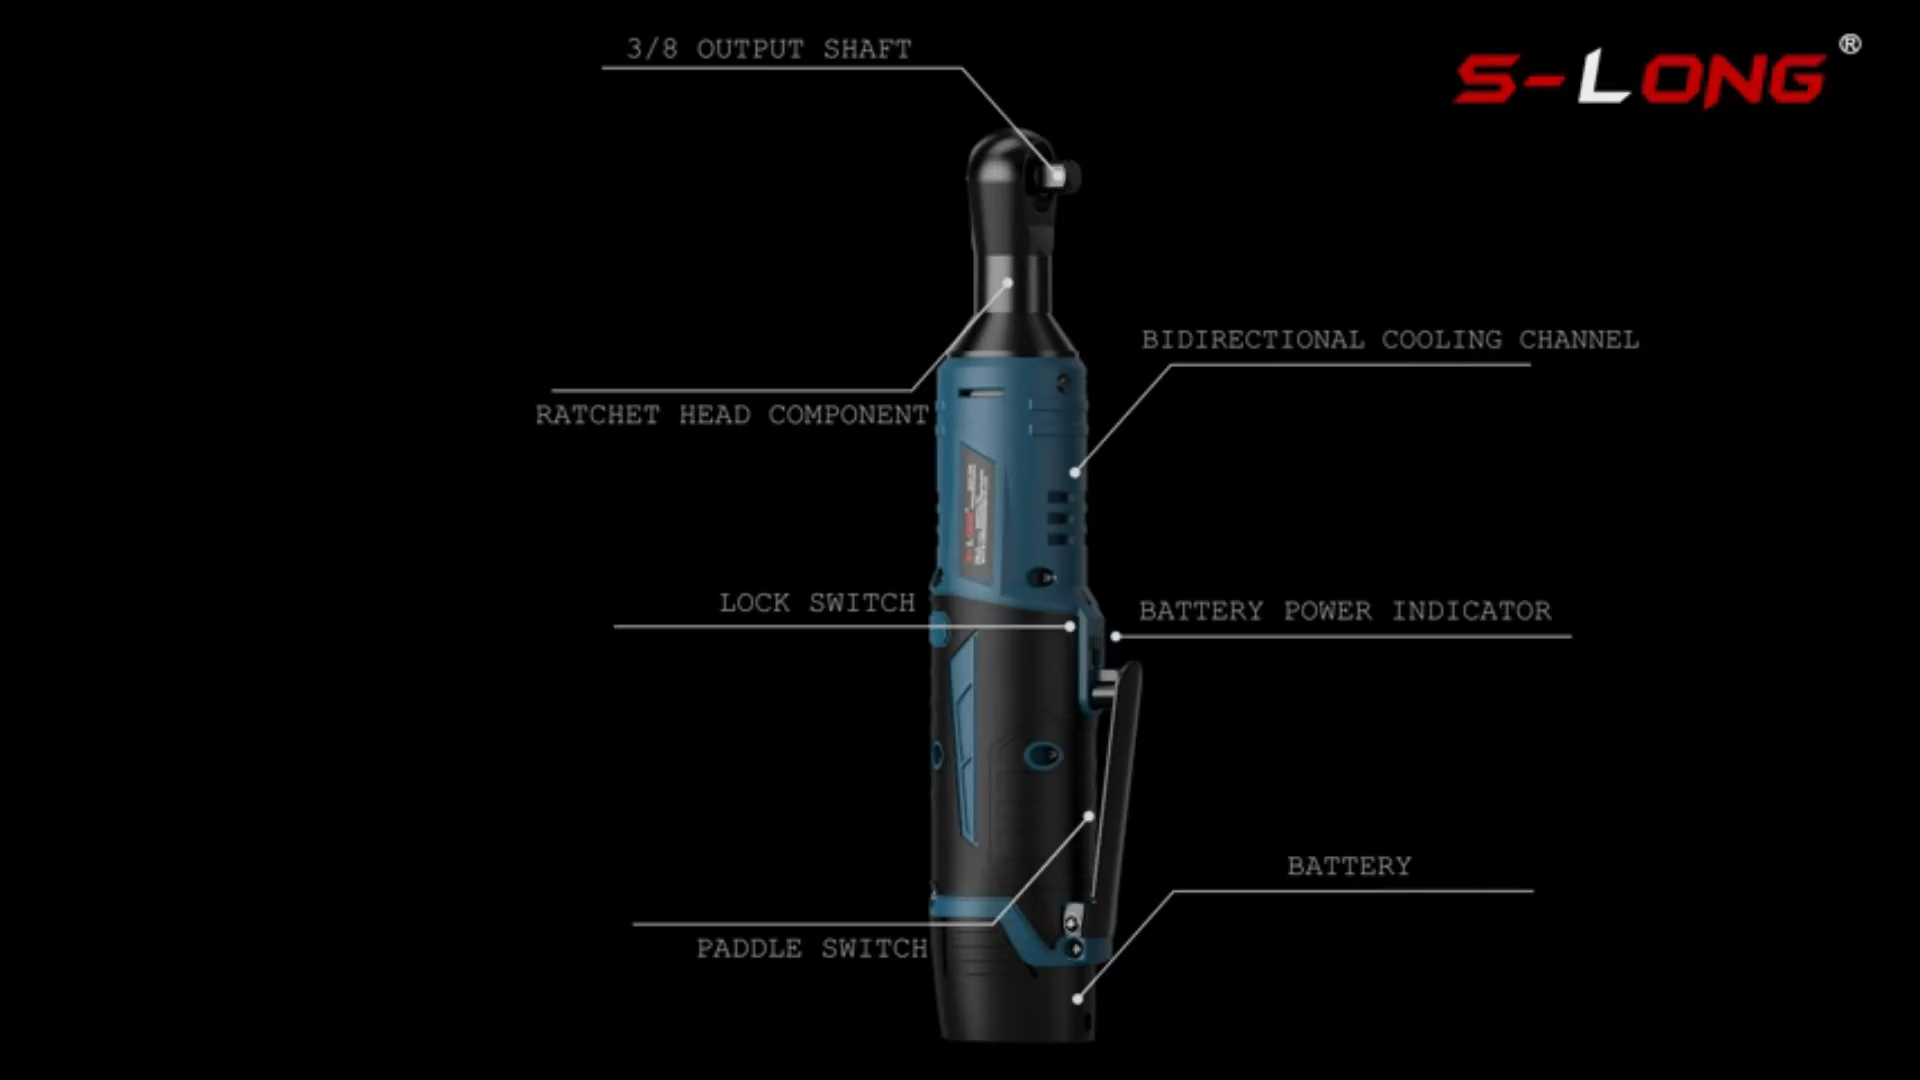 3/8 OUTPUT SHAFT
S-LONG®
BIDIRECTIONAL COOLING CHANNEL
RATCHET HEAD COMPONENT
S-LONG
LOCK SWITCH
BATTERY POWER INDICATOR
BATTERY
PADDLE SWITCH